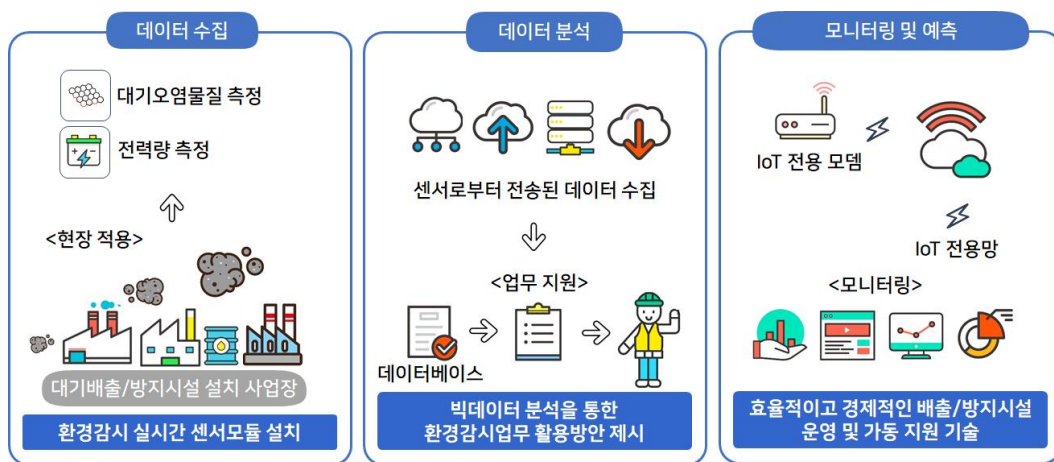 데이터 수집
대기오염물질 측정
전력량 측정
<현장 적용>
대기배출/방지시설 설치 사업장
환경감시 실시간 센서모듈 설치
데이터 분석
센서로부터 전송된 데이터 수집
<업무 지원>
데이터베이스
빅데이터 분석을 통한
환경감시업무 활용방안 제시
모니터링 및 예측
IoT 전용 모뎀
IoT 전용망
<모니터링>
효율적이고 경제적인 배출/방지시설
운영 및 가동 지원 기술